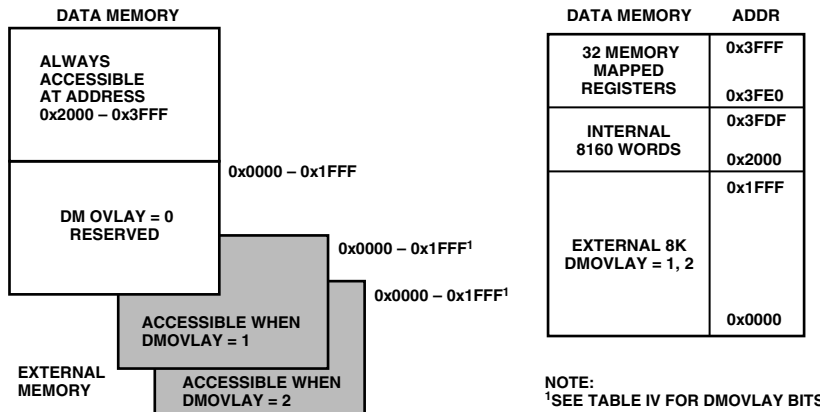 DATA MEMORY
ALWAYS
ACCESSIBLE
AT ADDRESS
0x2000 – 0x3FFF
0x0000 – 0x1FFF
DM OVLAY = 0
RESERVED
0x0000 – 0x1FFF¹
0x0000 – 0x1FFF¹
ACCESSIBLE WHEN
DMOVLAY = 1
EXTERNAL
MEMORY
ACCESSIBLE WHEN
DMOVLAY = 2
DATA MEMORY ADDR
32 MEMORY
MAPPED
REGISTERS
0x3FFF
0x3FE0
INTERNAL
8160 WORDS
0x3FDF
0x2000
EXTERNAL 8K
DMOVLAY = 1, 2
0x1FFF
0x0000
NOTE:
¹SEE TABLE IV FOR DMOVLAY BITS